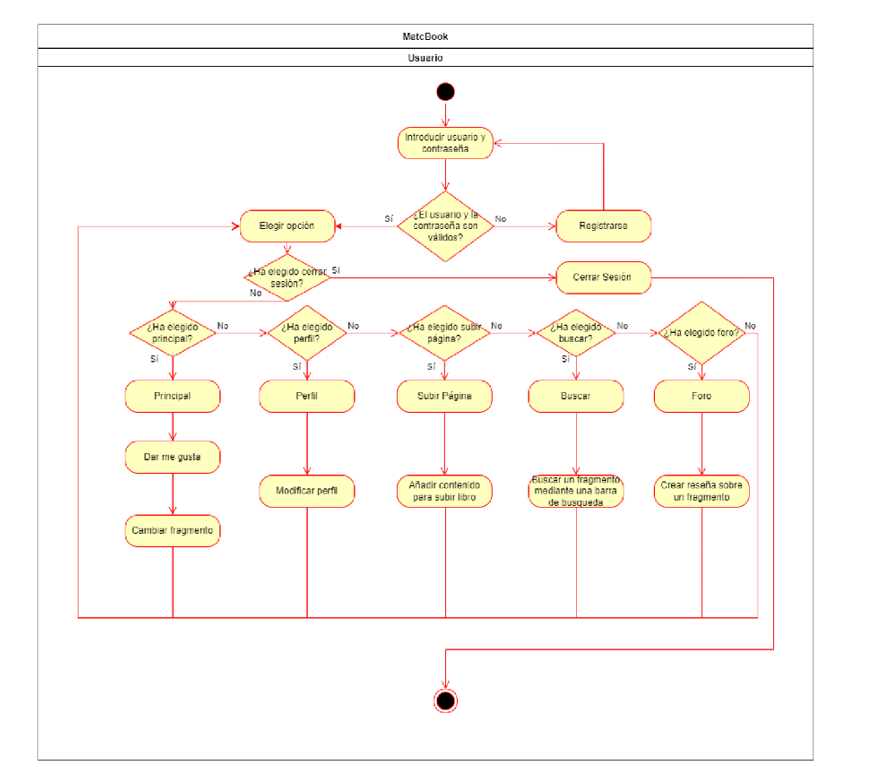 MatcBook
Usuario
Introducir usuario y
contraseña
¿El usuario y la
contraseña son
válidos?
Sí
No
Elegir opción
Registrarse
¿Ha elegido cerrar
sesión?
Sí
No
Cerrar Sesión
¿Ha elegido
principal?
No
Sí
¿Ha elegido
perfil?
No
Sí
¿Ha elegido subir
página?
No
Sí
¿Ha elegido
buscar?
No
Sí
¿Ha elegido foro?
No
Sí
Principal
Perfil
Subir Página
Buscar
Foro
Dar me gusta
Modificar perfil
Añadir contenido
para subir libro
Buscar un fragmento
mediante una barra
de busqueda
Crear reseña sobre
un fragmento
Cambiar fragmento